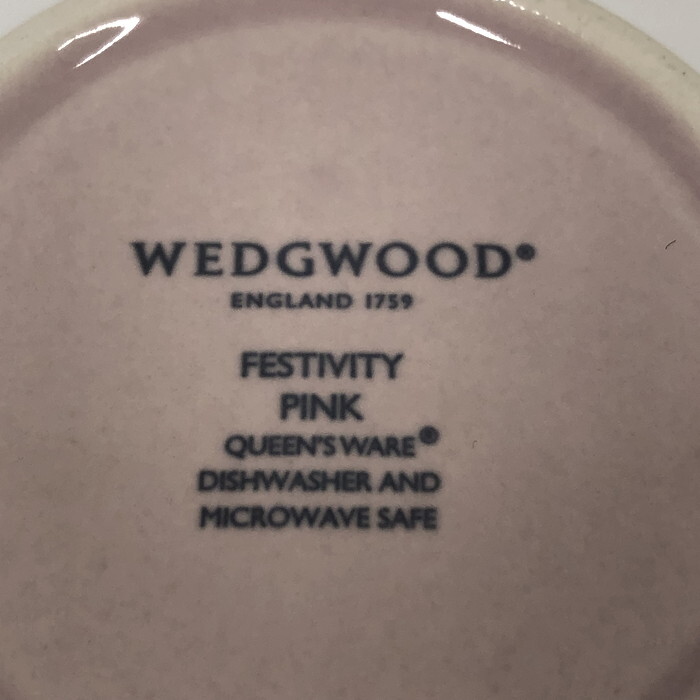 WEDGWOOD®
ENGLAND 1759
FESTIVITY
PINK
QUEEN'S WARE®
DISHWASHER AND
MICROWAVE SAFE